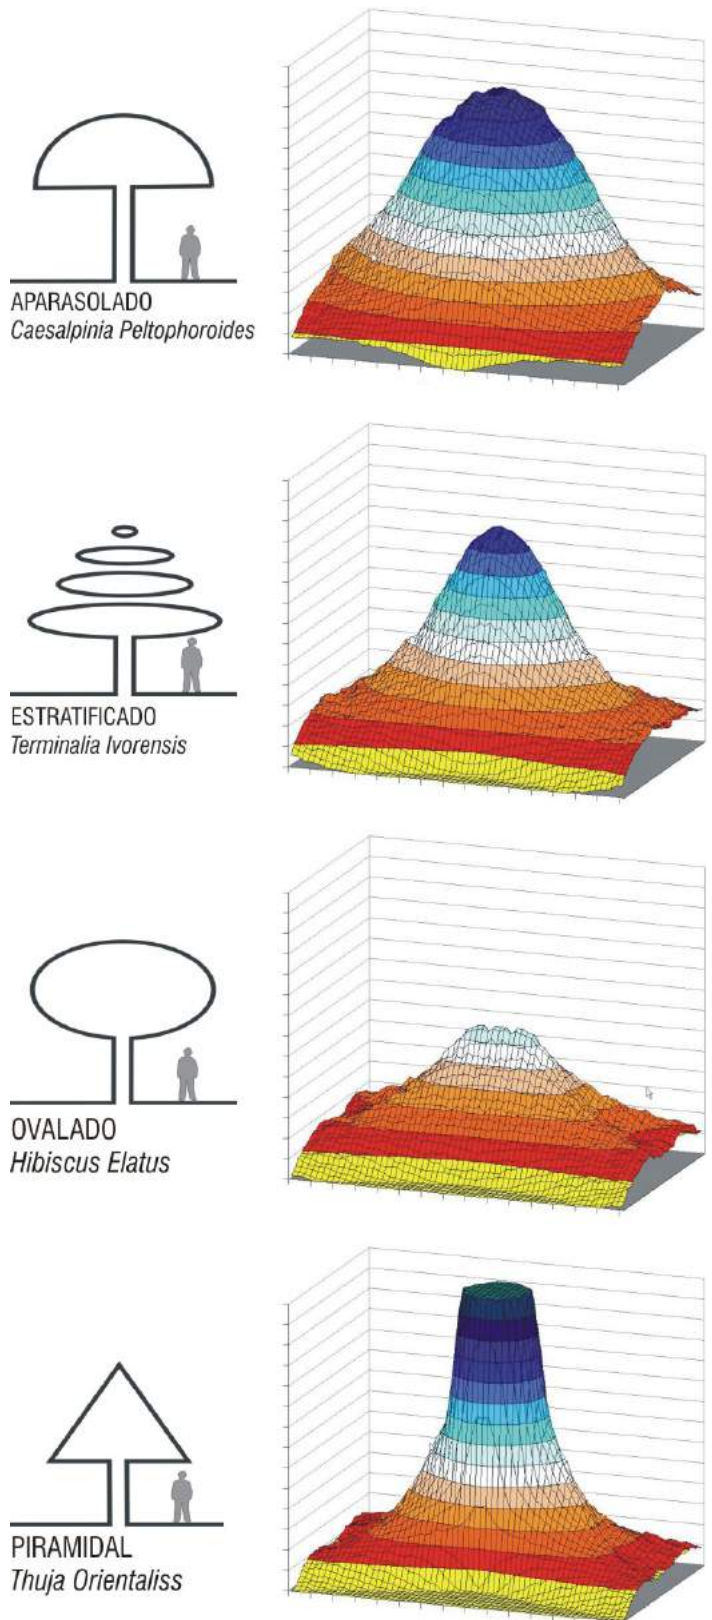 APARASOLADO
Caesalpinia Peltophoroides
ESTRATIFICADO
Terminalia Ivorensis
OVALADO
Hibiscus Elatus
PIRAMIDAL
Thuja Orientaliss